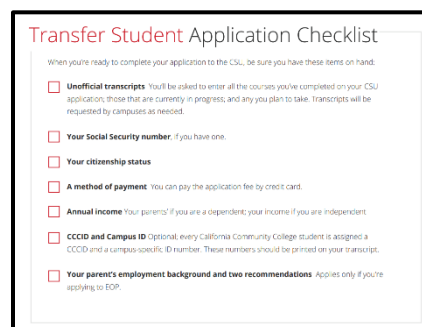 Transfer Student Application Checklist
When you're ready to complete your application to the CSU, be sure you have these items on hand:
Unofficial transcripts You'll be asked to enter all the courses you've completed on your CSU
application; those that are currently in progress; and any you plan to take. Transcripts will be
requested by campuses as needed.
Your Social Security number, if you have one.
Your citizenship status
A method of payment You can pay the application fee by credit card.
Annual income Your parents' if you are a dependent; your income if you are independent
CCCID and Campus ID Optional; every California Community College student is assigned a
CCCID and a campus-specific ID number. These numbers should be printed on your transcript.
Your parent's employment background and two recommendations Applies only if you're
applying to EOP.